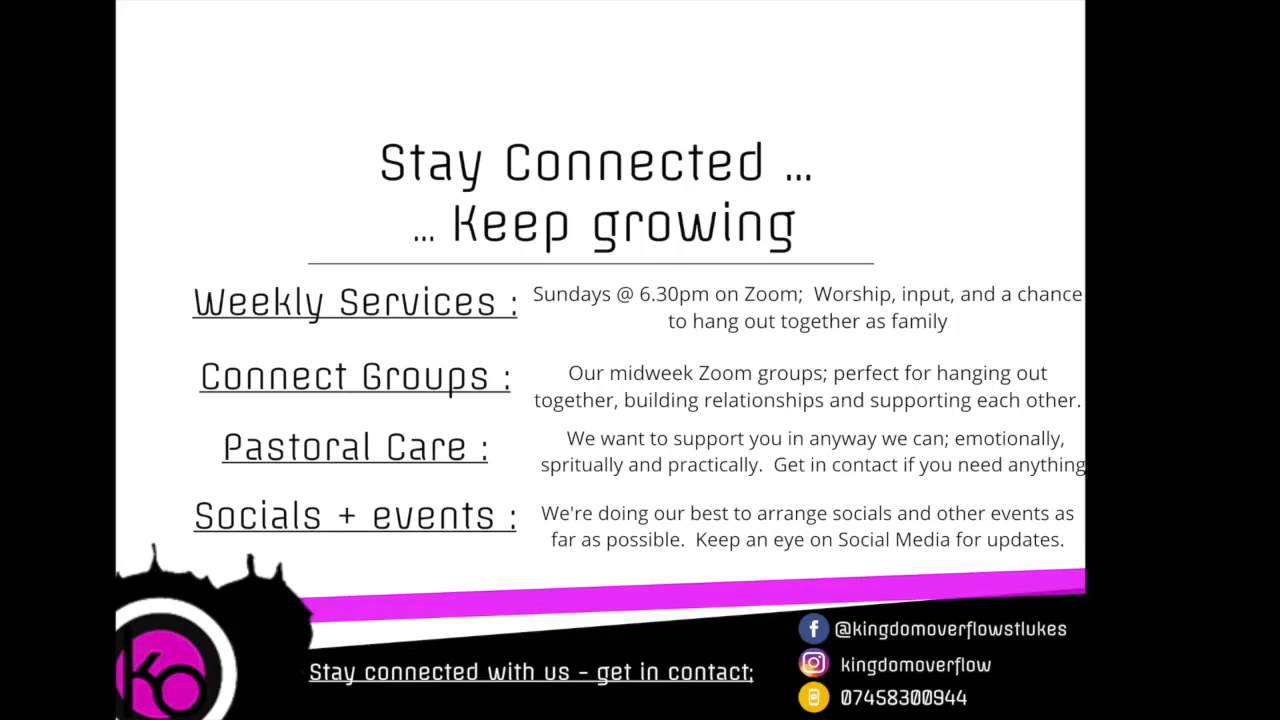 Stay Connected ...
... Keep growing
Weekly Services :
Sundays @ 6.30pm on Zoom;  Worship, input, and a chance
to hang out together as family
Connect Groups :
Our midweek Zoom groups; perfect for hanging out
together, building relationships and supporting each other.
Pastoral Care :
We want to support you in anyway we can; emotionally,
spritually and practically.  Get in contact if you need anything
Socials + events :
We're doing our best to arrange socials and other events as
far as possible.  Keep an eye on Social Media for updates.
ko
Stay connected with us - get in contact;
@kingdomoverflowstlukes
kingdomoverflow
07458300944